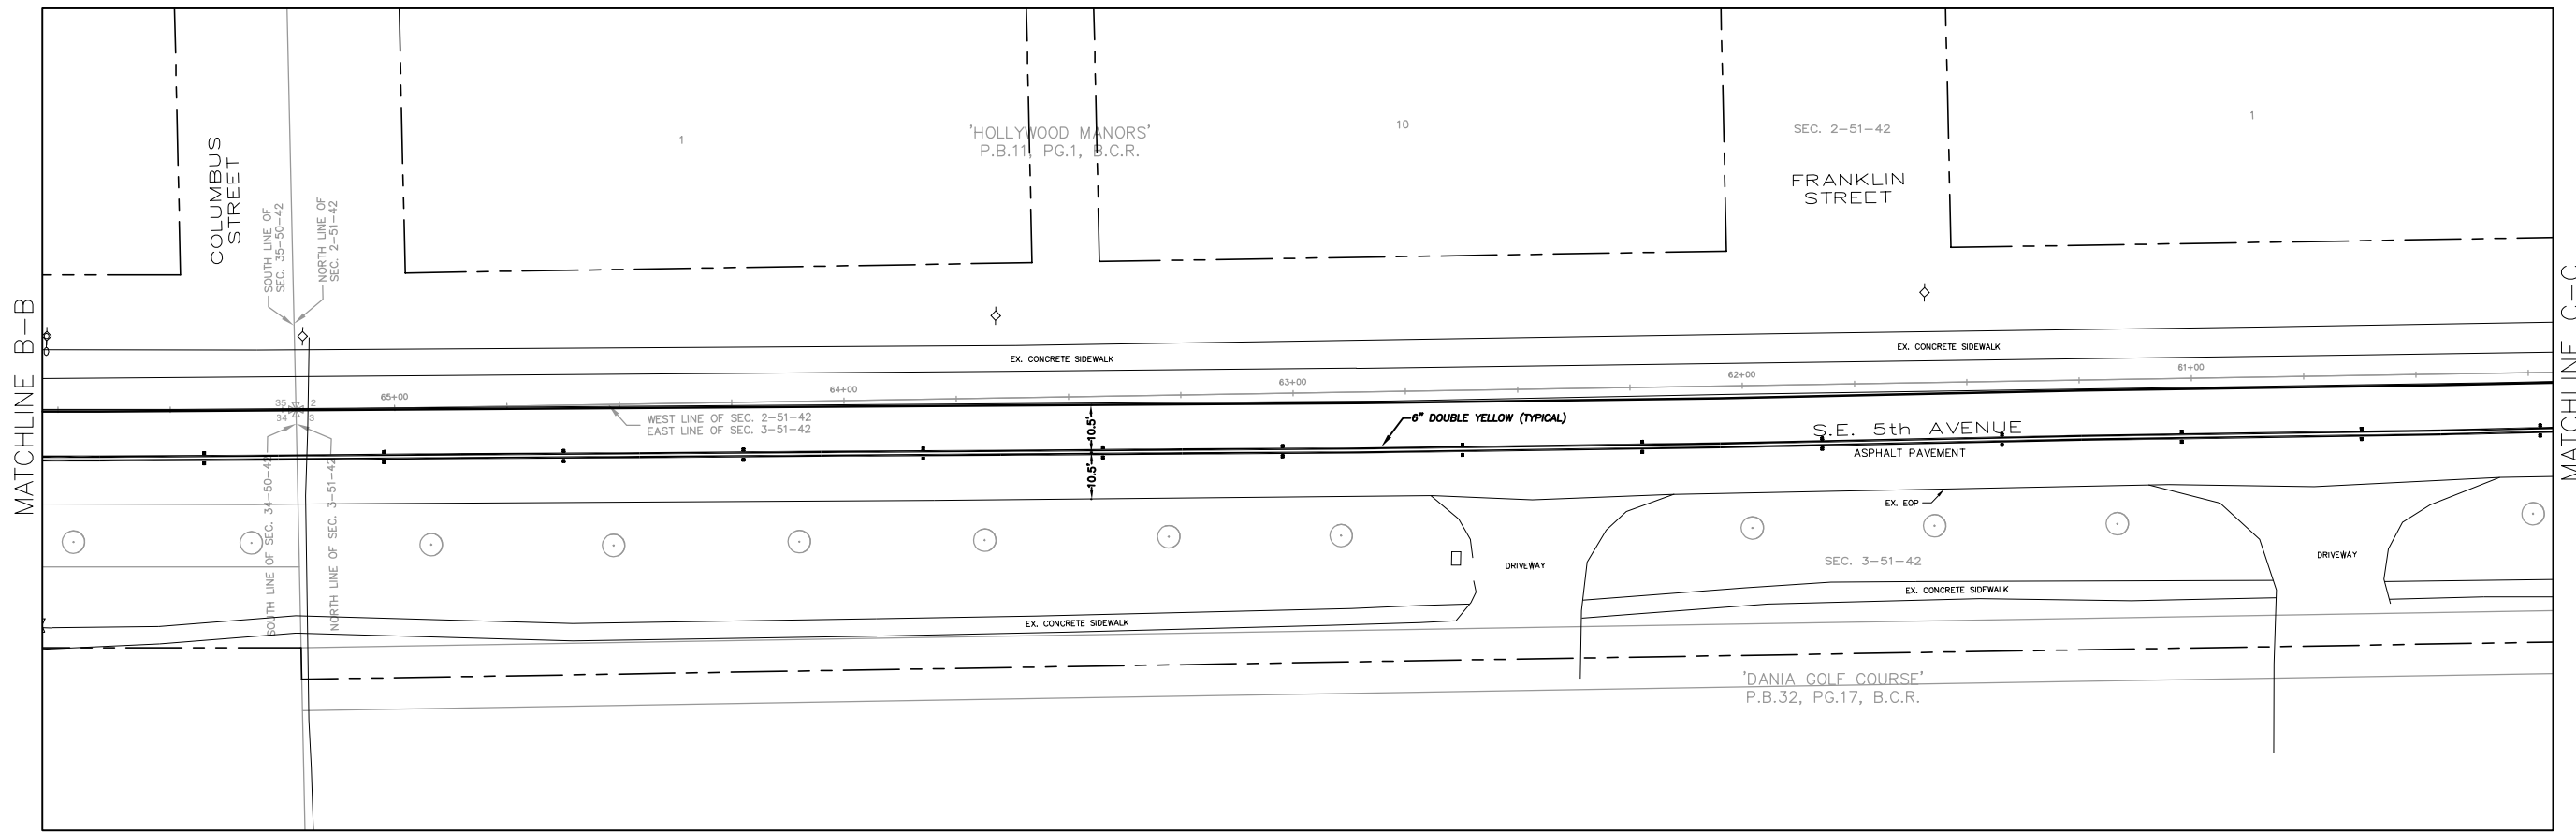 MATCHLINE B-B
COLUMBUS
STREET
SOUTH LINE OF
SEC. 35-50-42
NORTH LINE OF
SEC. 2-51-42
1
'HOLLYWOOD MANORS'
P.B.11, PG.1, B.C.R.
10
SEC. 2-51-42
FRANKLIN
STREET
1
MATCHLINE C-C
EX. CONCRETE SIDEWALK
EX. CONCRETE SIDEWALK
65+00
64+00
63+00
62+00
61+00
35
2
34
3
WEST LINE OF SEC. 2-51-42
EAST LINE OF SEC. 3-51-42
10.5'
10.5'
6" DOUBLE YELLOW (TYPICAL)
S.E. 5th AVENUE
ASPHALT PAVEMENT
EX. EOP
SOUTH LINE OF SEC. 34-50-42
NORTH LINE OF SEC. 3-51-42
DRIVEWAY
SEC. 3-51-42
DRIVEWAY
EX. CONCRETE SIDEWALK
EX. CONCRETE SIDEWALK
'DANIA GOLF COURSE'
P.B.32, PG.17, B.C.R.